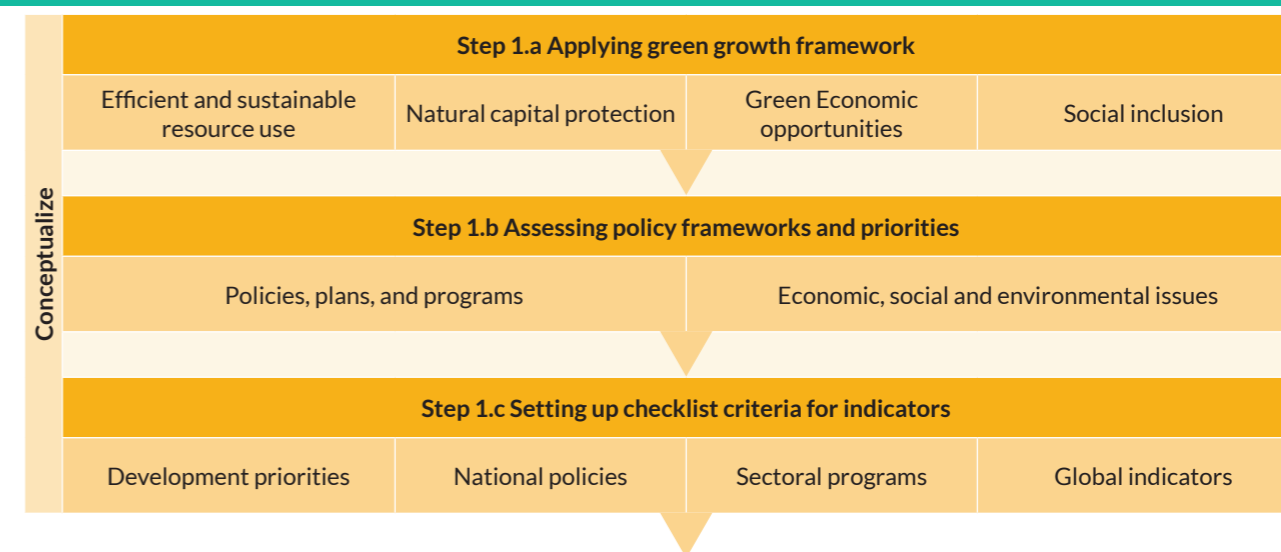 Conceptualize
Step 1.a Applying green growth framework
Efficient and sustainable
resource use
Natural capital protection
Green Economic
opportunities
Social inclusion
Step 1.b Assessing policy frameworks and priorities
Policies, plans, and programs
Economic, social and environmental issues
Step 1.c Setting up checklist criteria for indicators
Development priorities
National policies
Sectoral programs
Global indicators